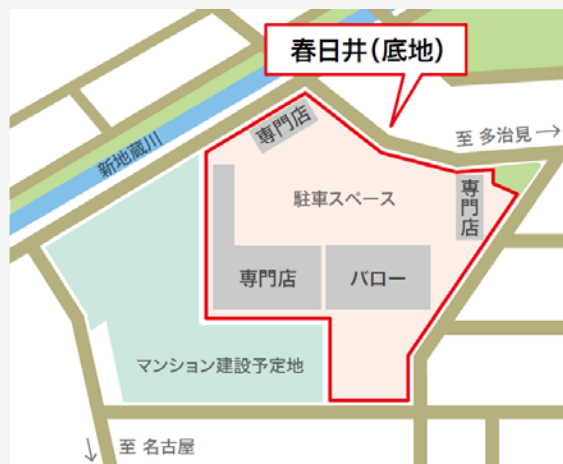 春日井(底地)
専門店
至 多治見→
新地蔵川
駐車スペース
専門店
専門店
バロー
マンション建設予定地
↓ 至 名古屋